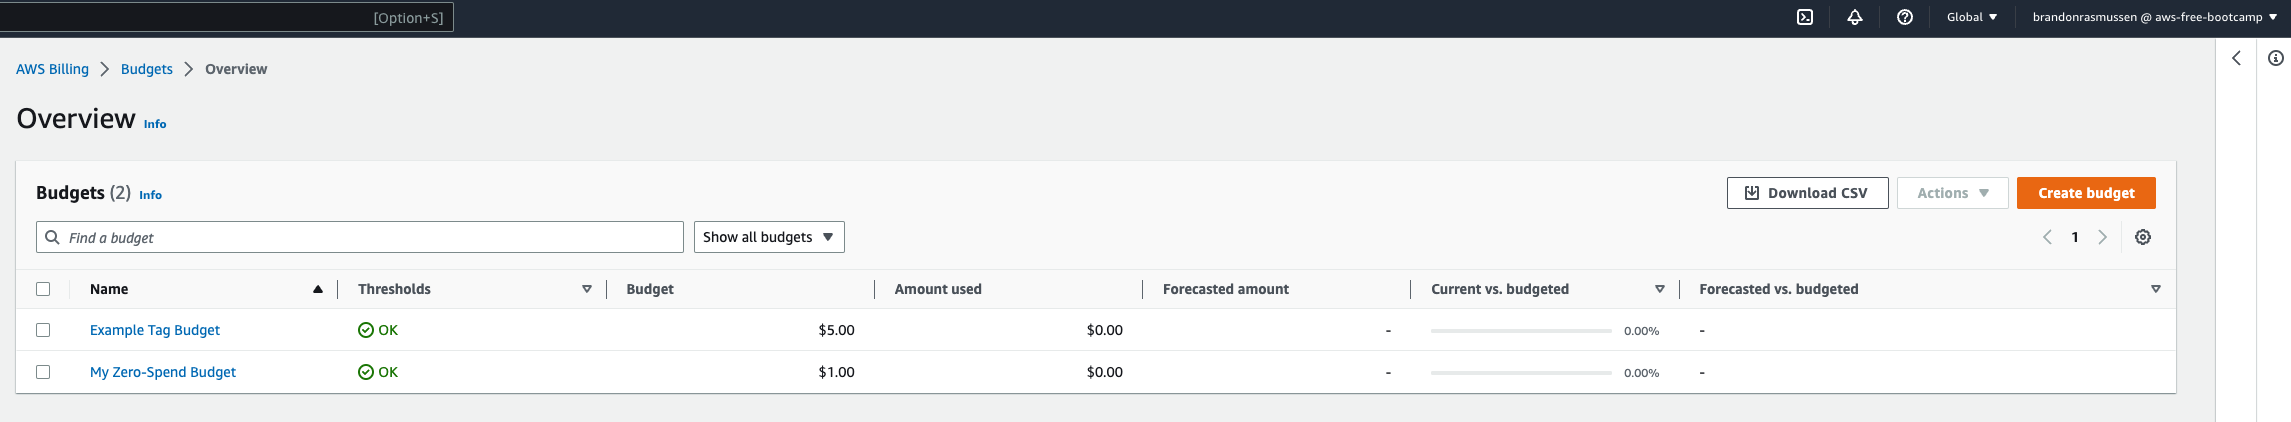 [Option+S] Global brandonrasmussen @ aws-free-bootcamp
AWS Billing Budgets Overview
Overview Info
Budgets (2) Info Download CSV Actions Create budget
Find a budget Show all budgets 1
Name Thresholds Budget Amount used Forecasted amount Current vs. budgeted Forecasted vs. budgeted
Example Tag Budget OK $5.00 $0.00 - 0.00% -
My Zero-Spend Budget OK $1.00 $0.00 - 0.00% -